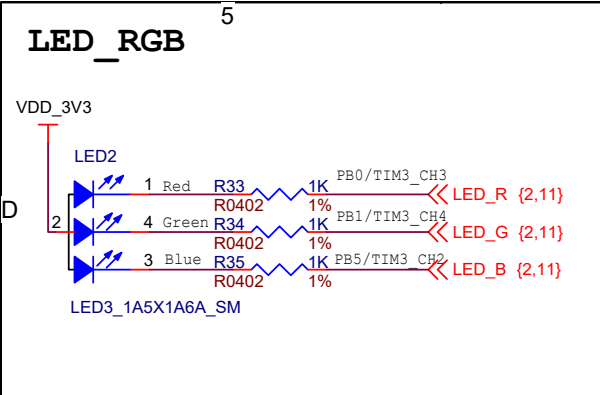 5
LED_RGB
VDD_3V3
LED2
1 Red R33 1K PB0/TIM3_CH3 LED_R {2,11}
R0402 1%
D
2 4 Green R34 1K PB1/TIM3_CH4 LED_G {2,11}
R0402 1%
3 Blue R35 1K PB5/TIM3_CH2 LED_B {2,11}
R0402 1%
LED3_1A5X1A6A_SM